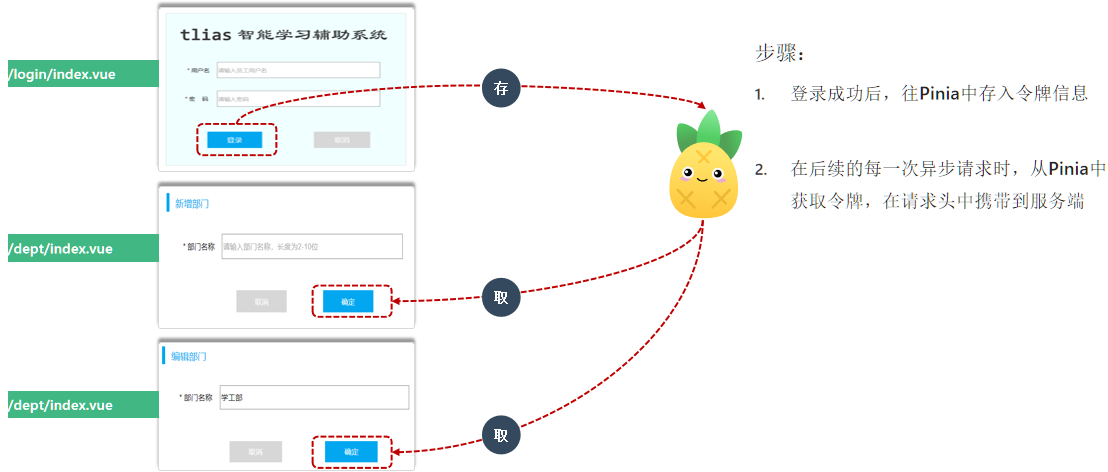 tlias 智能学习辅助系统
/login/index.vue
* 用户名 请输入员工用户名
* 密 码 请输入密码
登录 取消
存
步骤：
1. 登录成功后，往Pinia中存入令牌信息
2. 在后续的每一次异步请求时，从Pinia中
获取令牌，在请求头中携带到服务端
新增部门
/dept/index.vue
* 部门名称 请输入部门名称，长度为2-10位
取消 确定
取
编辑部门
/dept/index.vue
* 部门名称 学工部
取消 确定
取